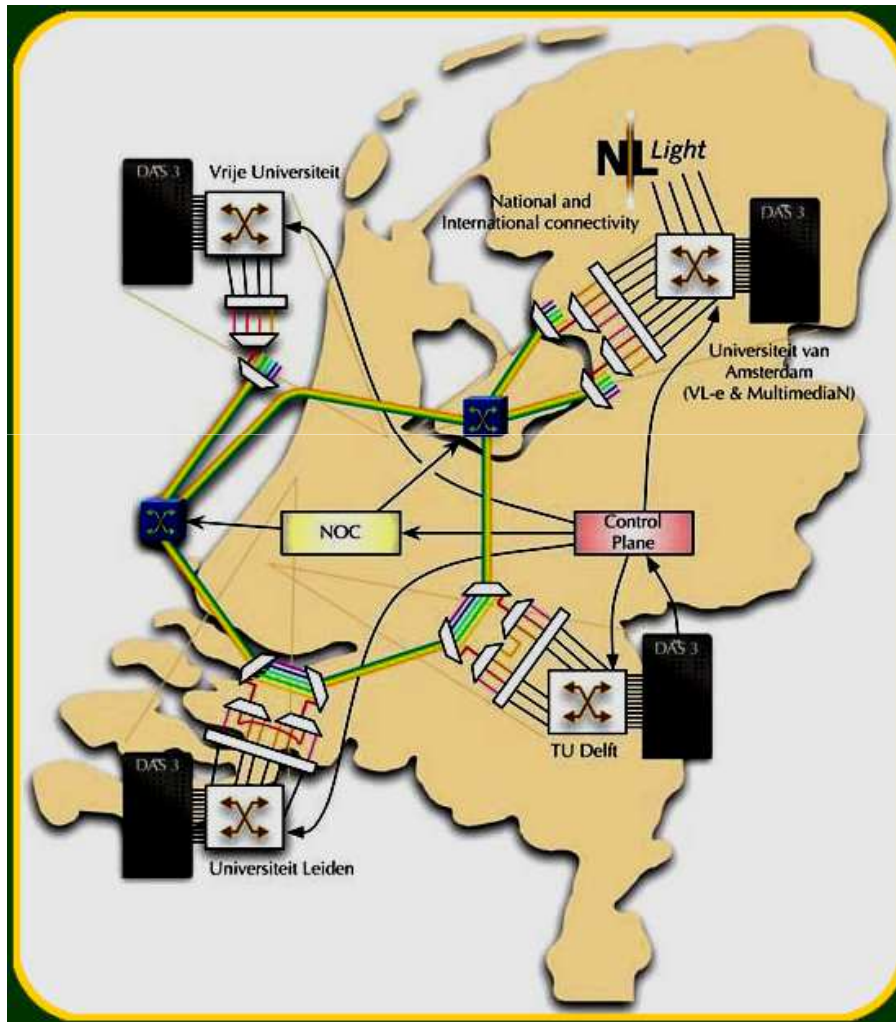 DAS 3
Vrije Universiteit
NL Light
National and
International connectivity
DAS 3
Universiteit van
Amsterdam
(VL-e & MultimediaN)
NOC
Control
Plane
DAS 3
TU Delft
DAS 3
Universiteit Leiden